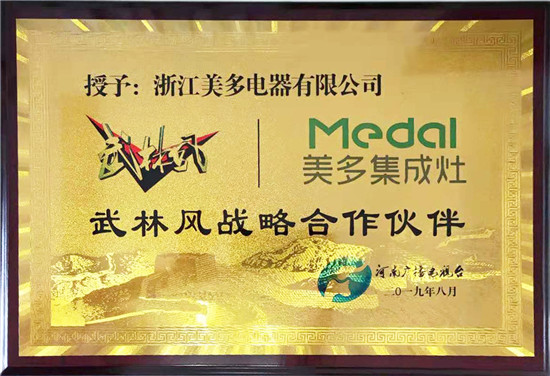 授予：浙江美多电器有限公司
武林风
Medal
美多集成灶
武林风战略合作伙伴
河南广播电视台
二〇一九年八月